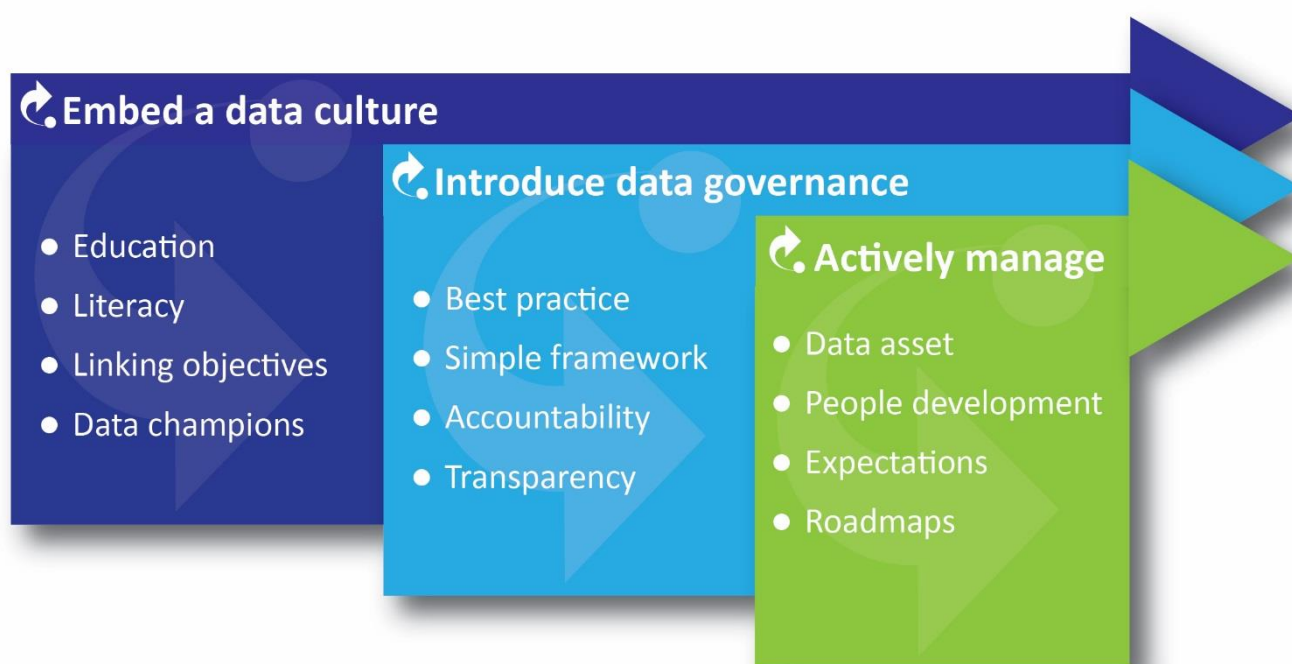 Embed a data culture
Education
Literacy
Linking objectives
Data champions
Introduce data governance
Best practice
Simple framework
Accountability
Transparency
Actively manage
Data asset
People development
Expectations
Roadmaps